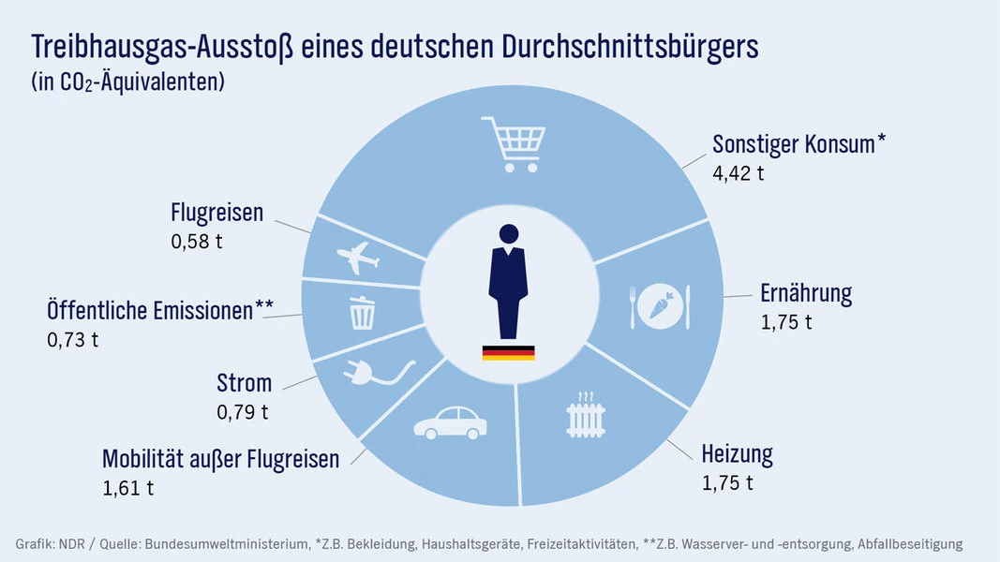 Treibhausgas-Ausstoß eines deutschen Durchschnittsbürgers
(in CO₂-Äquivalenten)
Sonstiger Konsum*
4,42 t
Ernährung
1,75 t
Heizung
1,75 t
Mobilität außer Flugreisen
1,61 t
Strom
0,79 t
Öffentliche Emissionen**
0,73 t
Flugreisen
0,58 t
Grafik: NDR / Quelle: Bundesumweltministerium, *Z.B. Bekleidung, Haushaltsgeräte, Freizeitaktivitäten, **Z.B. Wasserver- und -entsorgung, Abfallbeseitigung